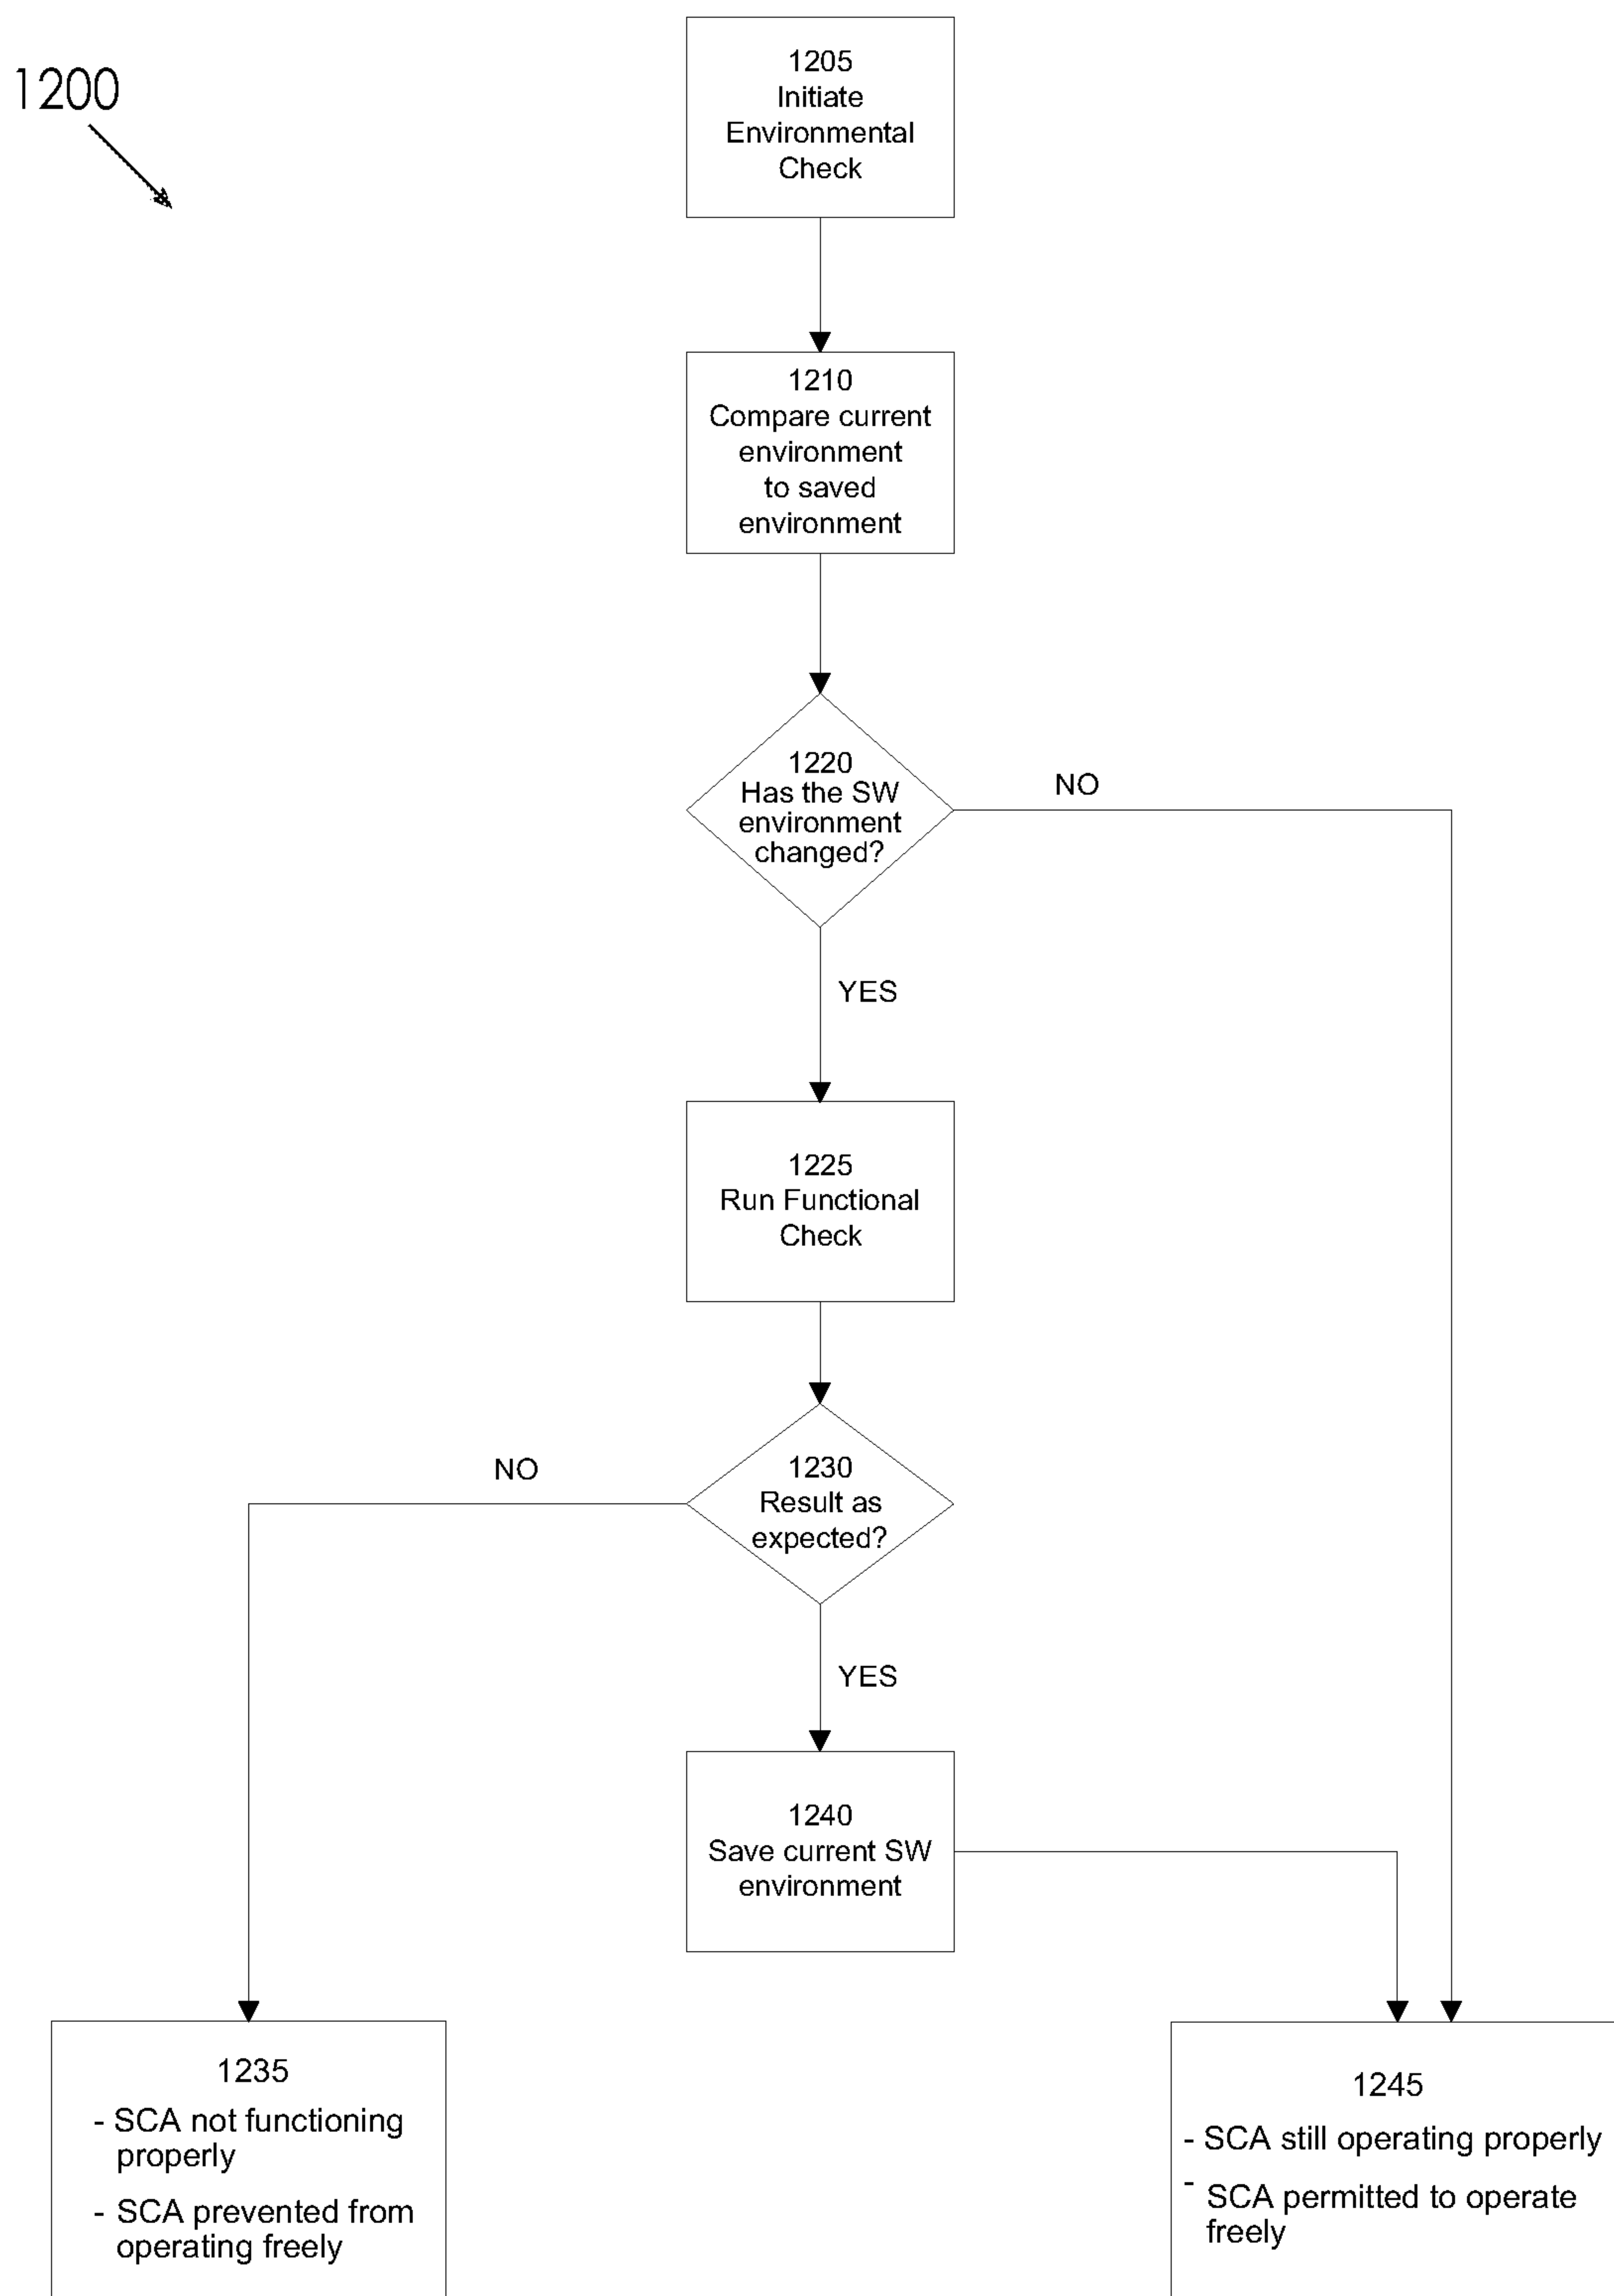 1200
1205
Initiate
Environmental
Check
1210
Compare current
environment
to saved
environment
1220
Has the SW
environment
changed?
NO
YES
1225
Run Functional
Check
1230
Result as
expected?
NO
YES
1240
Save current SW
environment
1235
- SCA not functioning
properly
- SCA prevented from
operating freely
1245
- SCA still operating properly
- SCA permitted to operate
freely